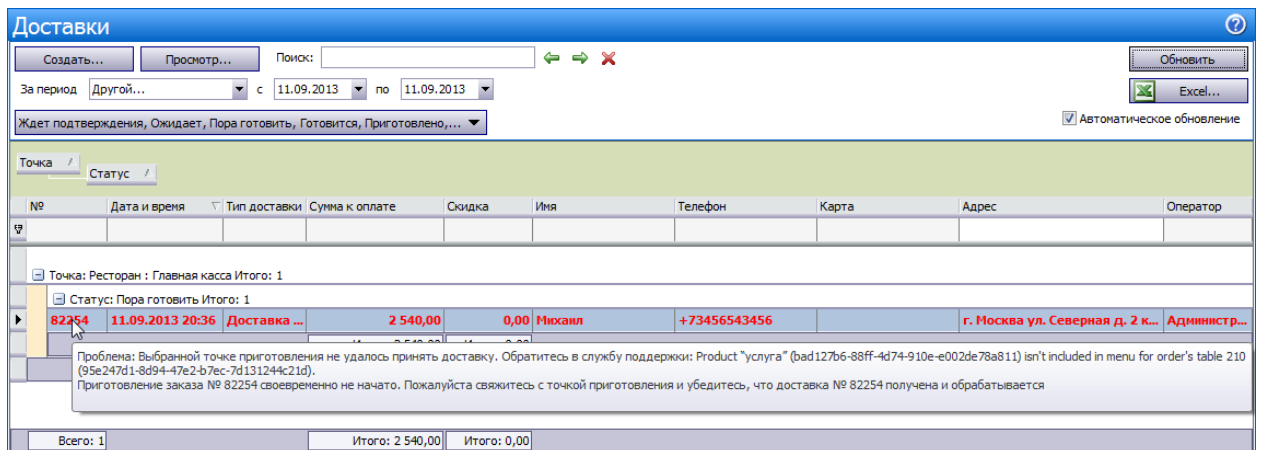 Доставки
Создать... Просмотр... Поиск: Обновить
За период Другой... с 11.09.2013 по 11.09.2013 Excel...
Ждет подтверждения, Ожидает, Пора готовить, Готовится, Приготовлено,... Автоматическое обновление
Точка
Статус
№ Дата и время Тип доставки Сумма к оплате Скидка Имя Телефон Карта Адрес Оператор
Точка: Ресторан : Главная касса Итого: 1
Статус: Пора готовить Итого: 1
82254 11.09.2013 20:36 Доставка ... 2 540,00 0,00 Михаил +73456543456 г. Москва ул. Северная д. 2 к... Администр...
Проблема: Выбранной точке приготовления не удалось принять доставку. Обратитесь в службу поддержки: Product "услуга" (bad127b6-88ff-4d74-910e-e002de78a811) isn't included in menu for order's table 210
(95e247d1-8d94-47e2-b7ec-7d131244c21d).
Приготовление заказа № 82254 своевременно не начато. Пожалуйста свяжитесь с точкой приготовления и убедитесь, что доставка № 82254 получена и обрабатывается
Всего: 1 Итого: 2 540,00 Итого: 0,00